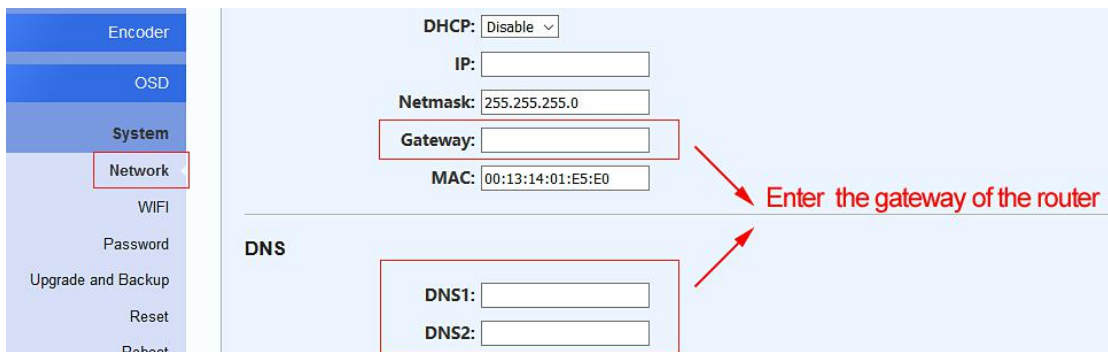 Encoder
OSD
System
Network
WIFI
Password
Upgrade and Backup
Reset
Reboot
DHCP: Disable
IP:
Netmask: 255.255.255.0
Gateway:
MAC: 00:13:14:01:E5:E0
Enter the gateway of the router
DNS
DNS1:
DNS2: